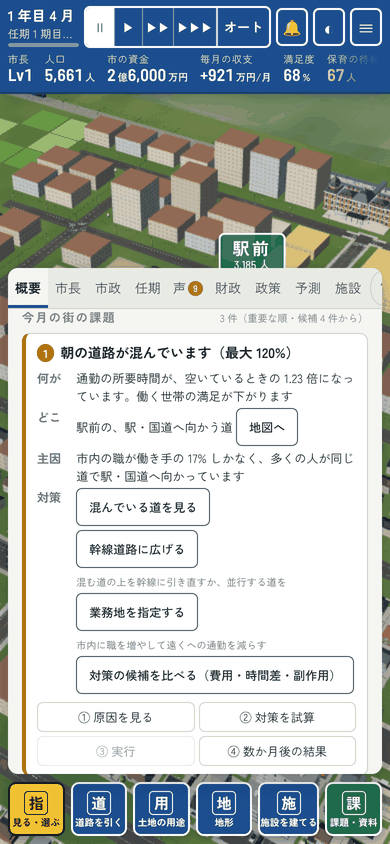 1年目 4月
任期 1 期目…
オート
市長
Lv1
人口
5,661人
市の資金
2億6,000万円
毎月の収支
+921万円/月
満足度
68%
保育の待
67人
駅前
3,185人
概要
市長
市政
任期
声 9
財政
政策
予測
施設
今月の街の課題
3 件（重要な順・候補 4 件から）
1 朝の道路が混んでいます（最大 120%）
何が
通勤の所要時間が、空いているときの 1.23 倍になっ
ています。働く世帯の満足が下がります
どこ
駅前の、駅・国道へ向かう道
地図へ
主因
市内の職が働き手の 17% しかなく、多くの人が同じ
道で駅・国道へ向かっています
対策
混んでいる道を見る
幹線道路に広げる
混む道の上を幹線に引き直すか、並行する道を
業務地を指定する
市内に職を増やして遠くへの通勤を減らす
対策の候補を比べる（費用・時間差・副作用）
① 原因を見る
② 対策を試算
③ 実行
④ 数か月後の結果
指
見る・選ぶ
道
道路を引く
用
土地の用途
地
地形
施
施設を建てる
課
課題・資料